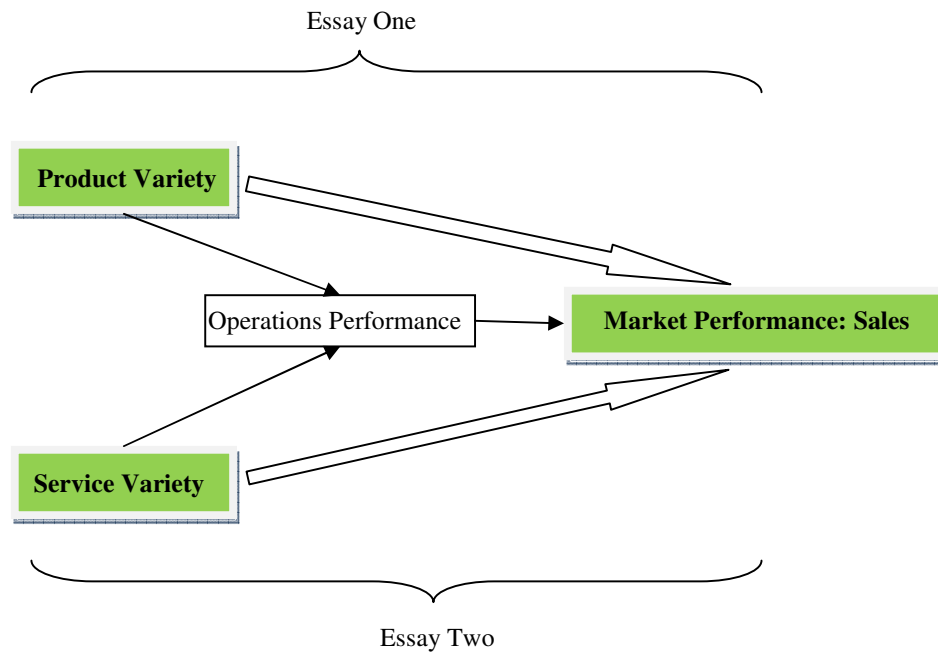 Essay One
Product Variety
Operations Performance
Market Performance: Sales
Service Variety
Essay Two